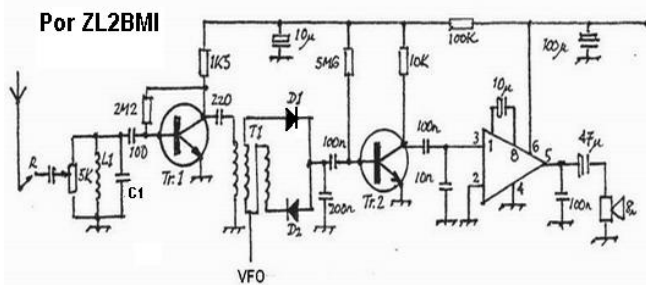 Por ZL2BMI
10µ
100K
100µ
1K5
5M6
10K
2M2
220
D1
T1
10µ
R
5K
L1
C1
100
Tr.1
100n
Tr.2
100n
3
1
8
6
5
47µ
200n
10n
2
4
100n
8Ω
D2
VFO